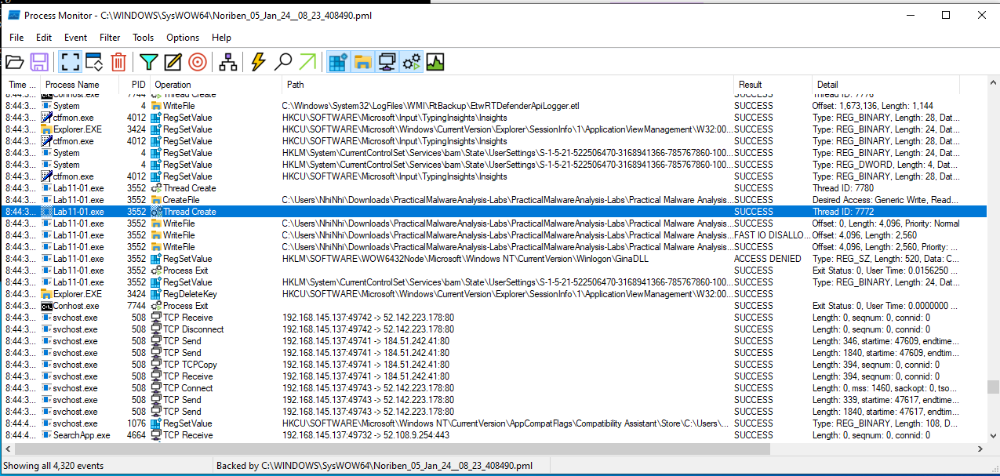 Process Monitor - C:\WINDOWS\SysWOW64\Noriben_05_Jan_24__08_23_408490.pml
File Edit Event Filter Tools Options Help
Time ... Process Name PID Operation Path Result Detail
Conhost.exe 7744 Thread Create SUCCESS Thread ID: 7776
8:44:3... System 4 WriteFile C:\Windows\System32\LogFiles\WMI\RtBackup\EtwRTDefenderApiLogger.etl SUCCESS Offset: 1,673,136, Length: 1,144
8:44:3... ctfmon.exe 4012 RegSetValue HKCU\SOFTWARE\Microsoft\Input\TypingInsights\Insights SUCCESS Type: REG_BINARY, Length: 28, Dat...
8:44:3... Explorer.EXE 3424 RegSetValue HKCU\SOFTWARE\Microsoft\Windows\CurrentVersion\Explorer\SessionInfo\1\ApplicationViewManagement\W32:00... SUCCESS Type: REG_BINARY, Length: 24, Dat...
8:44:3... ctfmon.exe 4012 RegSetValue HKCU\SOFTWARE\Microsoft\Input\TypingInsights\Insights SUCCESS Type: REG_BINARY, Length: 28, Dat...
8:44:3... System 4 RegSetValue HKLM\System\CurrentControlSet\Services\bam\State\UserSettings\S-1-5-21-522506470-3168941366-785767860-100... SUCCESS Type: REG_BINARY, Length: 24, Dat...
8:44:3... System 4 RegSetValue HKLM\System\CurrentControlSet\Services\bam\State\UserSettings\S-1-5-21-522506470-3168941366-785767860-100... SUCCESS Type: REG_DWORD, Length: 4, Dat...
8:44:3... ctfmon.exe 4012 RegSetValue HKCU\SOFTWARE\Microsoft\Input\TypingInsights\Insights SUCCESS Type: REG_BINARY, Length: 28, Dat...
8:44:3... Lab11-01.exe 3552 Thread Create SUCCESS Thread ID: 7780
8:44:3... Lab11-01.exe 3552 CreateFile C:\Users\NhiNhi\Downloads\PracticalMalwareAnalysis-Labs\PracticalMalwareAnalysis-Labs\Practical Malware Analysis... SUCCESS Desired Access: Generic Write, Read...
8:44:3... Lab11-01.exe 3552 Thread Create SUCCESS Thread ID: 7772
8:44:3... Lab11-01.exe 3552 WriteFile C:\Users\NhiNhi\Downloads\PracticalMalwareAnalysis-Labs\PracticalMalwareAnalysis-Labs\Practical Malware Analysis... SUCCESS Offset: 0, Length: 4,096, Priority: Normal
8:44:3... Lab11-01.exe 3552 WriteFile C:\Users\NhiNhi\Downloads\PracticalMalwareAnalysis-Labs\PracticalMalwareAnalysis-Labs\Practical Malware Analysis... FAST IO DISALLO... Offset: 4,096, Length: 2,560
8:44:3... Lab11-01.exe 3552 WriteFile C:\Users\NhiNhi\Downloads\PracticalMalwareAnalysis-Labs\PracticalMalwareAnalysis-Labs\Practical Malware Analysis... SUCCESS Offset: 4,096, Length: 2,560, Priority: ...
8:44:3... Lab11-01.exe 3552 RegSetValue HKLM\SOFTWARE\WOW6432Node\Microsoft\Windows NT\CurrentVersion\Winlogon\GinaDLL ACCESS DENIED Type: REG_SZ, Length: 520, Data: C...
8:44:3... Lab11-01.exe 3552 Process Exit SUCCESS Exit Status: 0, User Time: 0.0156250 ...
8:44:3... Lab11-01.exe 3552 RegSetValue HKLM\System\CurrentControlSet\Services\bam\State\UserSettings\S-1-5-21-522506470-3168941366-785767860-100... SUCCESS Type: REG_BINARY, Length: 24, Dat...
8:44:3... Explorer.EXE 3424 RegDeleteKey HKCU\SOFTWARE\Microsoft\Windows\CurrentVersion\Explorer\SessionInfo\1\ApplicationViewManagement\W32:00... SUCCESS
8:44:3... Conhost.exe 7744 Process Exit SUCCESS Exit Status: 0, User Time: 0.0000000 ...
8:44:3... svchost.exe 508 TCP Receive 192.168.145.137:49742 -> 52.142.223.178:80 SUCCESS Length: 0, seqnum: 0, connid: 0
8:44:3... svchost.exe 508 TCP Disconnect 192.168.145.137:49742 -> 52.142.223.178:80 SUCCESS Length: 0, seqnum: 0, connid: 0
8:44:3... svchost.exe 508 TCP Send 192.168.145.137:49741 -> 184.51.242.41:80 SUCCESS Length: 346, startime: 47609, endtime...
8:44:3... svchost.exe 508 TCP Send 192.168.145.137:49741 -> 184.51.242.41:80 SUCCESS Length: 1840, startime: 47609, endtime...
8:44:3... svchost.exe 508 TCP TCPCopy 192.168.145.137:49741 -> 184.51.242.41:80 SUCCESS Length: 394, seqnum: 0, connid: 0
8:44:3... svchost.exe 508 TCP Receive 192.168.145.137:49741 -> 184.51.242.41:80 SUCCESS Length: 394, seqnum: 0, connid: 0
8:44:3... svchost.exe 508 TCP Connect 192.168.145.137:49743 -> 52.142.223.178:80 SUCCESS Length: 0, mss: 1460, sackopt: 0, tso...
8:44:3... svchost.exe 508 TCP Send 192.168.145.137:49743 -> 52.142.223.178:80 SUCCESS Length: 339, startime: 47617, endtime...
8:44:3... svchost.exe 508 TCP Send 192.168.145.137:49743 -> 52.142.223.178:80 SUCCESS Length: 1840, startime: 47617, endtime...
8:44:4... svchost.exe 1076 RegSetValue HKCU\SOFTWARE\Microsoft\Windows NT\CurrentVersion\AppCompatFlags\Compatibility Assistant\Store\C:\Users\... SUCCESS Type: REG_BINARY, Length: 108, D...
8:44:4... SearchApp.exe 4664 TCP Receive 192.168.145.137:49732 -> 52.108.9.254:443 SUCCESS Length: 0, seqnum: 0, connid: 0
Showing all 4,320 events Backed by C:\WINDOWS\SysWOW64\Noriben_05_Jan_24__08_23_408490.pml